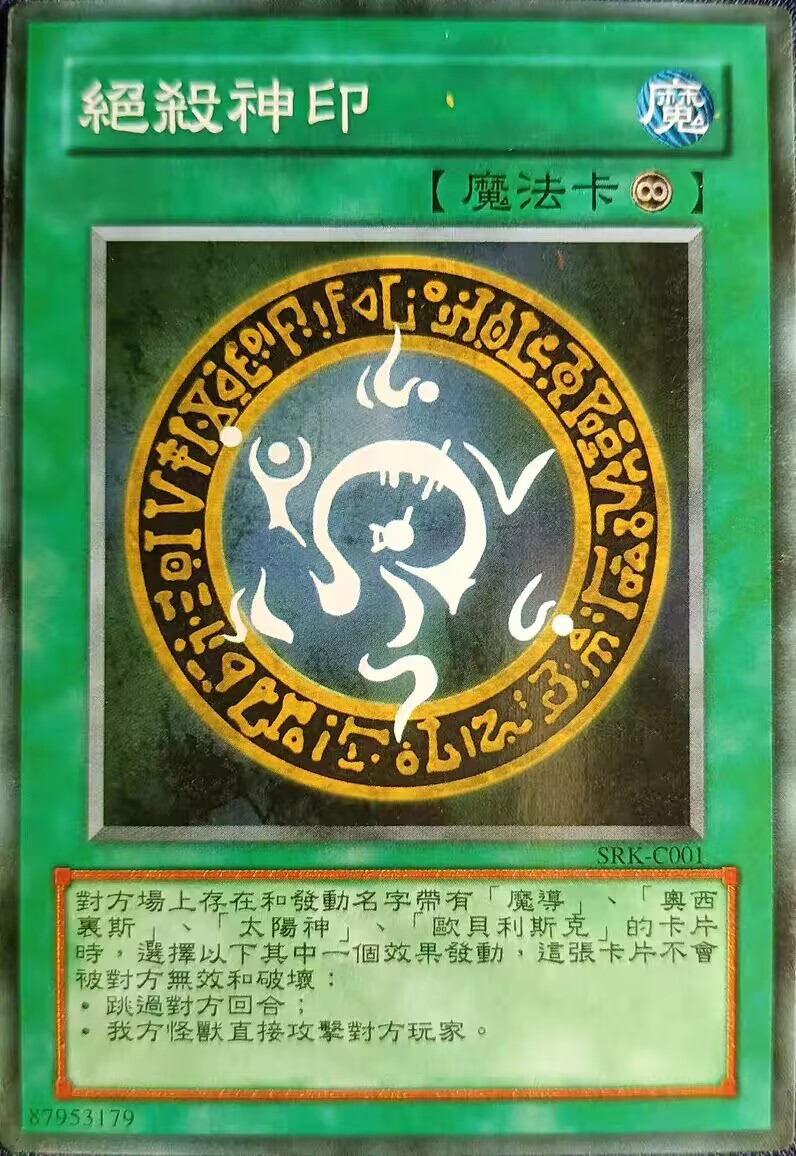 絕殺神印
魔
【魔法卡♾】
SRK-C001
對方場上存在和發動名字帶有「魔導」、「奧西
裏斯」、「太陽神」、「歐貝利斯克」的卡片
時，選擇以下其中一個效果發動，這張卡片不會
被對方無效和破壞：
・跳過對方回合；
・我方怪獸直接攻擊對方玩家。
87953179